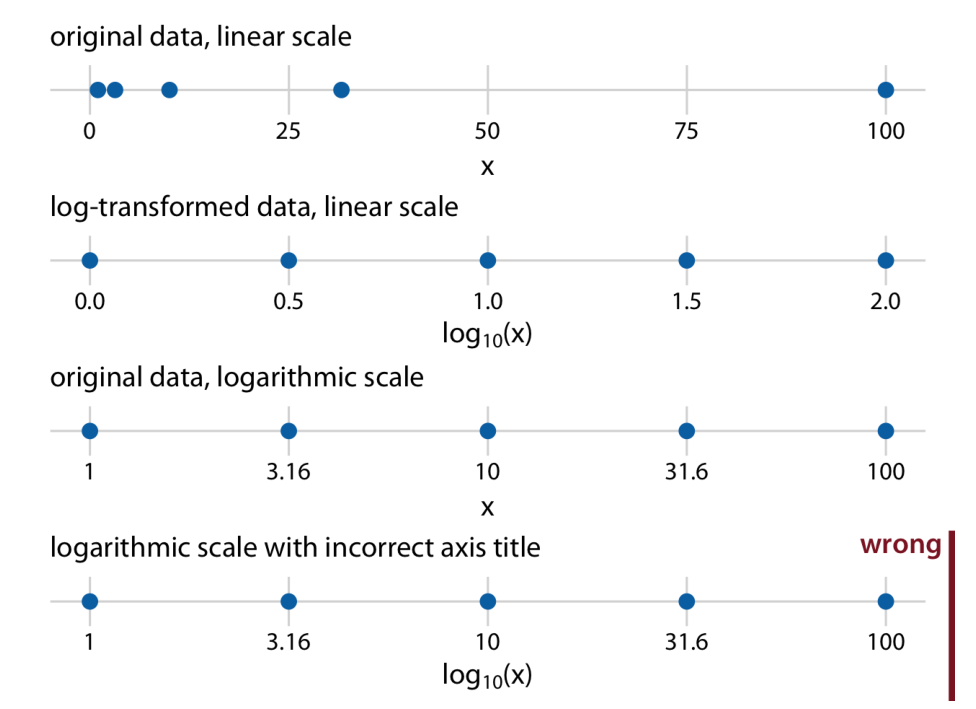 original data, linear scale
0 25 50 75 100
x
log-transformed data, linear scale
0.0 0.5 1.0 1.5 2.0
log₁₀(x)
original data, logarithmic scale
1 3.16 10 31.6 100
x
logarithmic scale with incorrect axis title wrong
1 3.16 10 31.6 100
log₁₀(x)